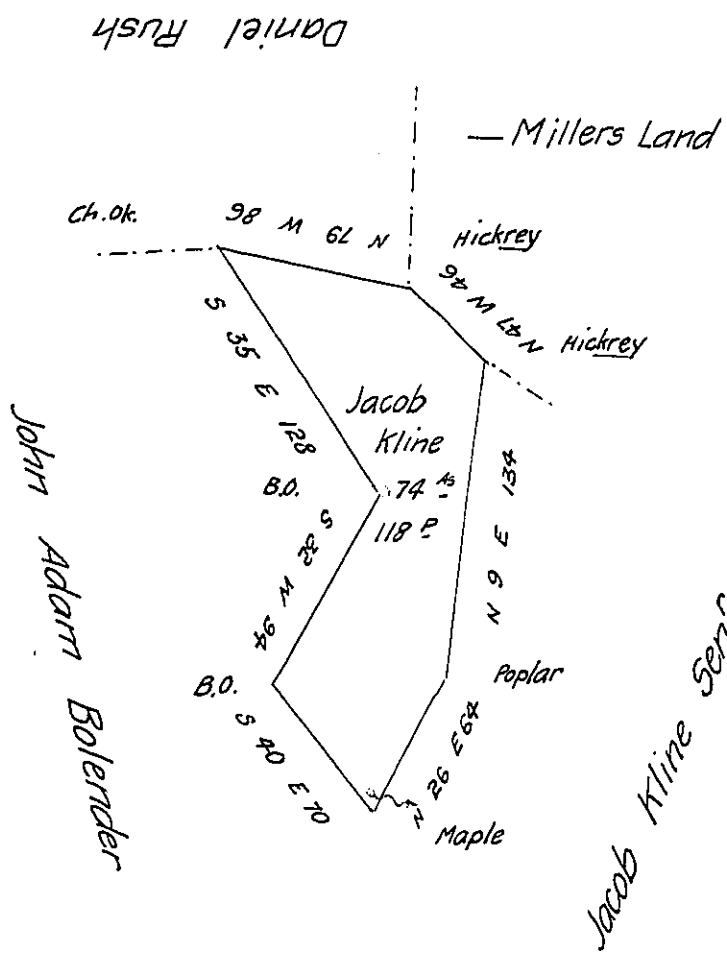 Daniel Rush
— Millers Land
Ch.Ok.
N 79 W 86
Hickrey
N 47 W 46
Hickrey
S 35 E 128
Jacob
Kline
74 As
118 P
B.O.
S 32 W 94
N 9 E 134
John Adam Bolender
B.O.
Poplar
S 40 E 70
N 26 E 64
Maple
Jacob Kline Senr